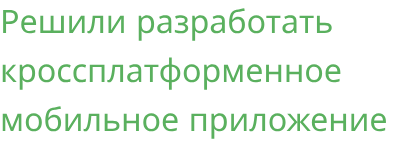 Решили разработать
кроссплатформенное
мобильное приложение